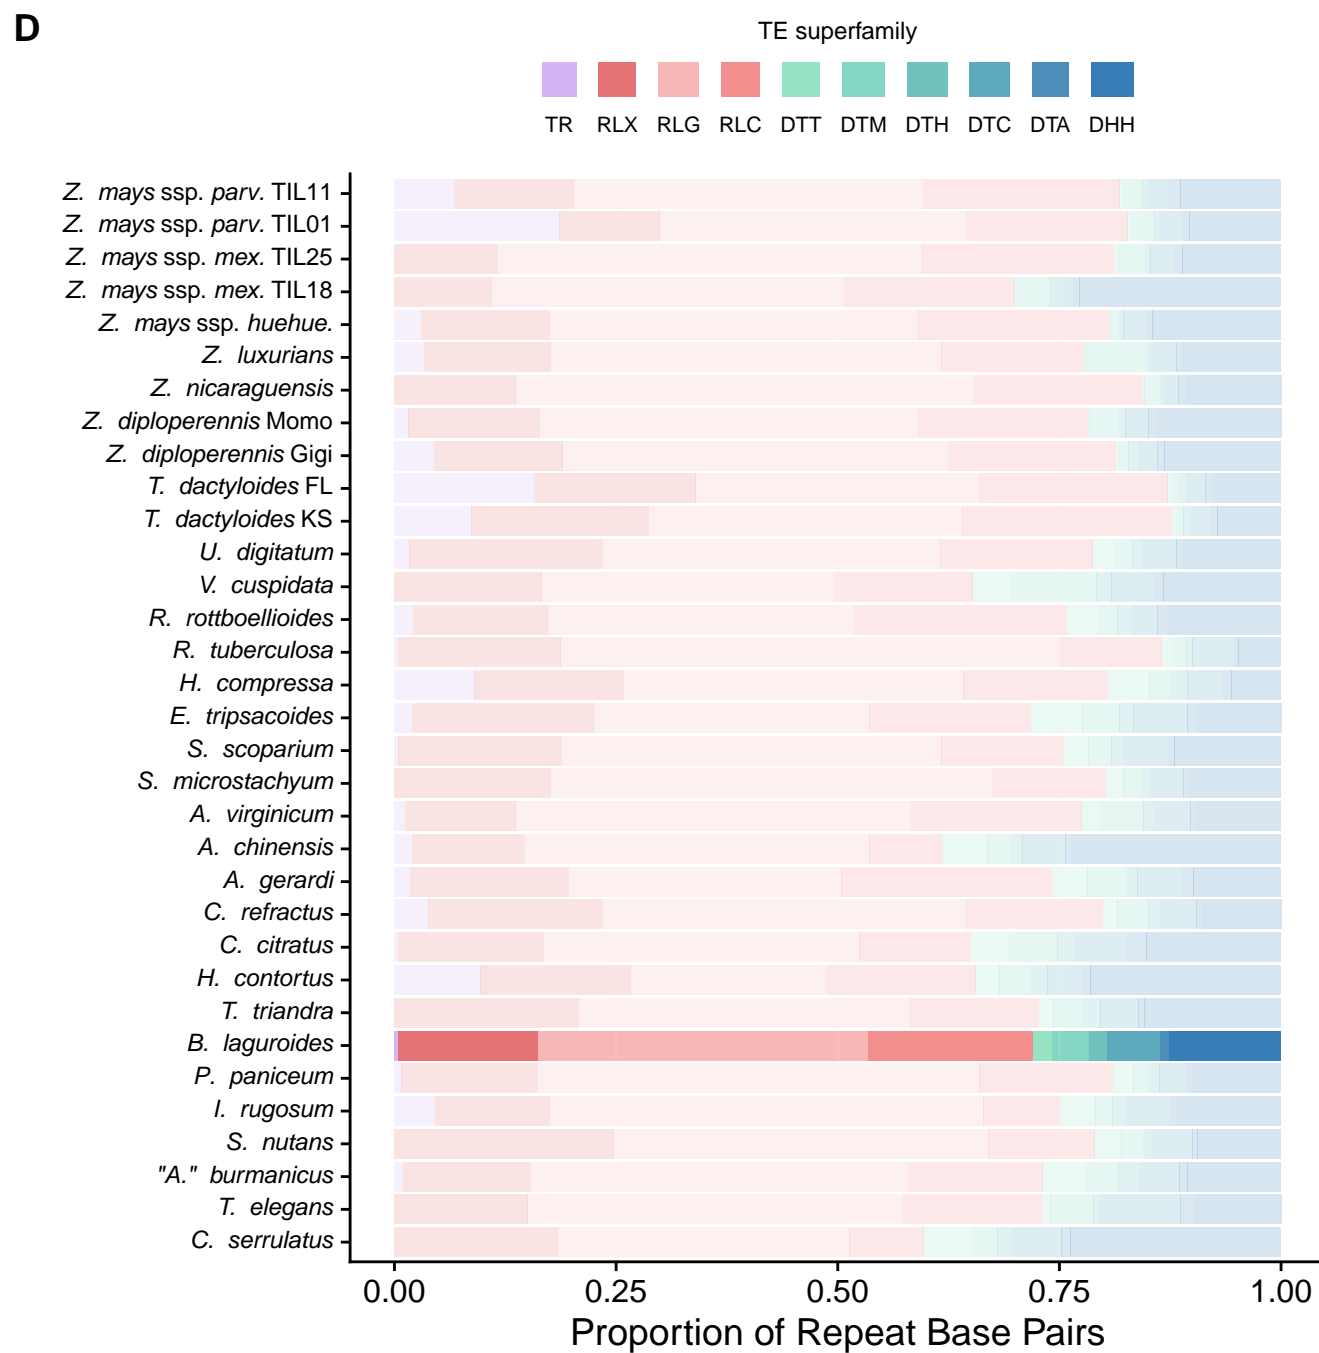 D
TE superfamily
TR RLX RLG RLC DTT DTM DTH DTC DTA DHH
Z. mays ssp. parv. TIL11
Z. mays ssp. parv. TIL01
Z. mays ssp. mex. TIL25
Z. mays ssp. mex. TIL18
Z. mays ssp. huehue.
Z. luxurians
Z. nicaraguensis
Z. diploperennis Momo
Z. diploperennis Gigi
T. dactyloides FL
T. dactyloides KS
U. digitatum
V. cuspidata
R. rottboellioides
R. tuberculosa
H. compressa
E. tripsacoides
S. scoparium
S. microstachyum
A. virginicum
A. chinensis
A. gerardi
C. refractus
C. citratus
H. contortus
T. triandra
B. laguroides
P. paniceum
I. rugosum
S. nutans
"A." burmanicus
T. elegans
C. serrulatus
0.00 0.25 0.50 0.75 1.00
Proportion of Repeat Base Pairs